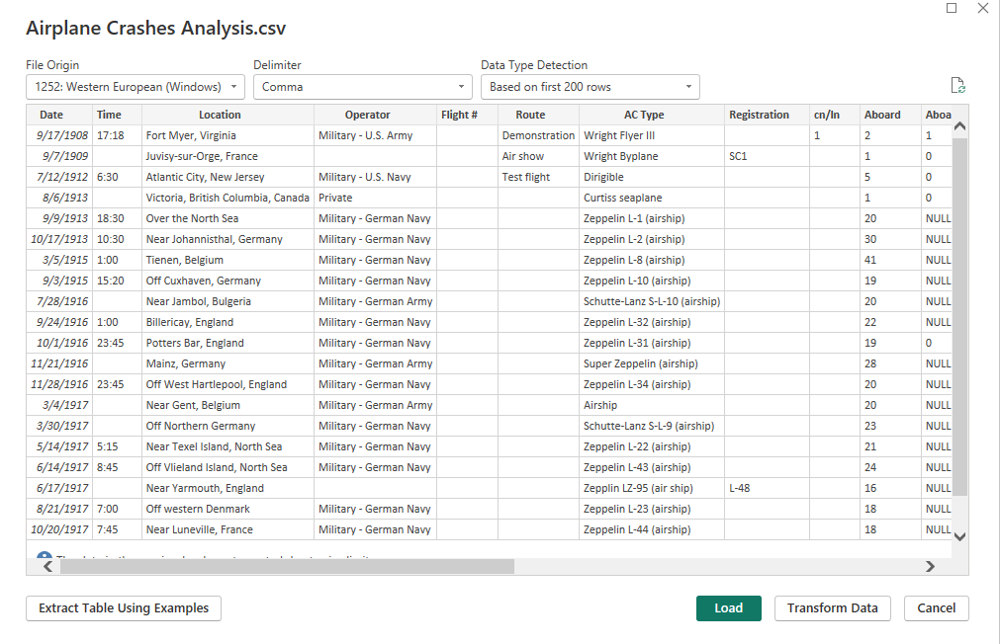 Airplane Crashes Analysis.csv
File Origin Delimiter Data Type Detection
1252: Western European (Windows) Comma Based on first 200 rows
Date Time Location Operator Flight # Route AC Type Registration cn/ln Aboard Aboa
9/17/1908 17:18 Fort Myer, Virginia Military - U.S. Army Demonstration Wright Flyer III 1 2 1
9/7/1909 Juvisy-sur-Orge, France Air show Wright Byplane SC1 1 0
7/12/1912 6:30 Atlantic City, New Jersey Military - U.S. Navy Test flight Dirigible 5 0
8/6/1913 Victoria, British Columbia, Canada Private Curtiss seaplane 1 0
9/9/1913 18:30 Over the North Sea Military - German Navy Zeppelin L-1 (airship) 20 NULL
10/17/1913 10:30 Near Johannisthal, Germany Military - German Navy Zeppelin L-2 (airship) 30 NULL
3/5/1915 1:00 Tienen, Belgium Military - German Navy Zeppelin L-8 (airship) 41 NULL
9/3/1915 15:20 Off Cuxhaven, Germany Military - German Navy Zeppelin L-10 (airship) 19 NULL
7/28/1916 Near Jambol, Bulgeria Military - German Army Schutte-Lanz S-L-10 (airship) 20 NULL
9/24/1916 1:00 Billericay, England Military - German Navy Zeppelin L-32 (airship) 22 NULL
10/1/1916 23:45 Potters Bar, England Military - German Navy Zeppelin L-31 (airship) 19 0
11/21/1916 Mainz, Germany Military - German Army Super Zeppelin (airship) 28 NULL
11/28/1916 23:45 Off West Hartlepool, England Military - German Navy Zeppelin L-34 (airship) 20 NULL
3/4/1917 Near Gent, Belgium Military - German Army Airship 20 NULL
3/30/1917 Off Northern Germany Military - German Navy Schutte-Lanz S-L-9 (airship) 23 NULL
5/14/1917 5:15 Near Texel Island, North Sea Military - German Navy Zeppelin L-22 (airship) 21 NULL
6/14/1917 8:45 Off Vlieland Island, North Sea Military - German Navy Zeppelin L-43 (airship) 24 NULL
6/17/1917 Near Yarmouth, England Zepplin LZ-95 (air ship) L-48 16 NULL
8/21/1917 7:00 Off western Denmark Military - German Navy Zeppelin L-23 (airship) 18 NULL
10/20/1917 7:45 Near Luneville, France Military - German Navy Zeppelin L-44 (airship) 18 NULL
Extract Table Using Examples Load Transform Data Cancel